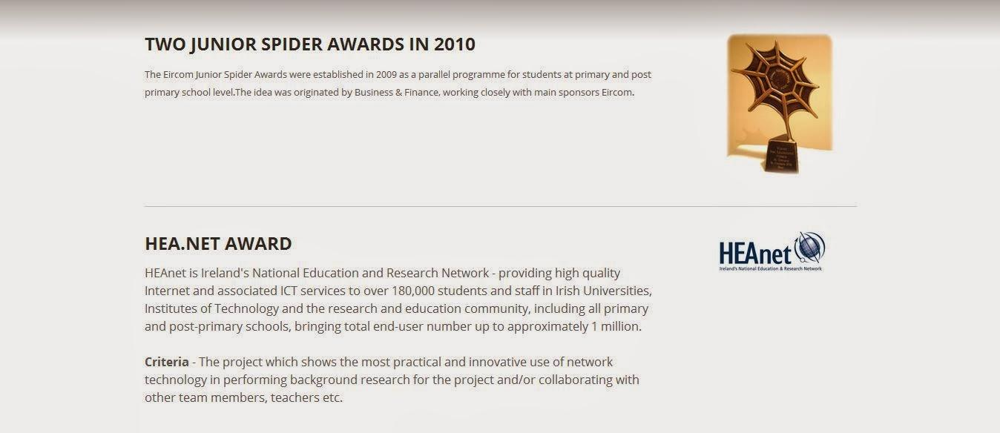 TWO JUNIOR SPIDER AWARDS IN 2010
The Eircom Junior Spider Awards were established in 2009 as a parallel programme for students at primary and post
primary school level.The idea was originated by Business & Finance, working closely with main sponsors Eircom.
HEA.NET AWARD
HEAnet
Ireland's National Education & Research Network
HEAnet is Ireland's National Education and Research Network - providing high quality
Internet and associated ICT services to over 180,000 students and staff in Irish Universities,
Institutes of Technology and the research and education community, including all primary
and post-primary schools, bringing total end-user number up to approximately 1 million.
Criteria - The project which shows the most practical and innovative use of network
technology in performing background research for the project and/or collaborating with
other team members, teachers etc.